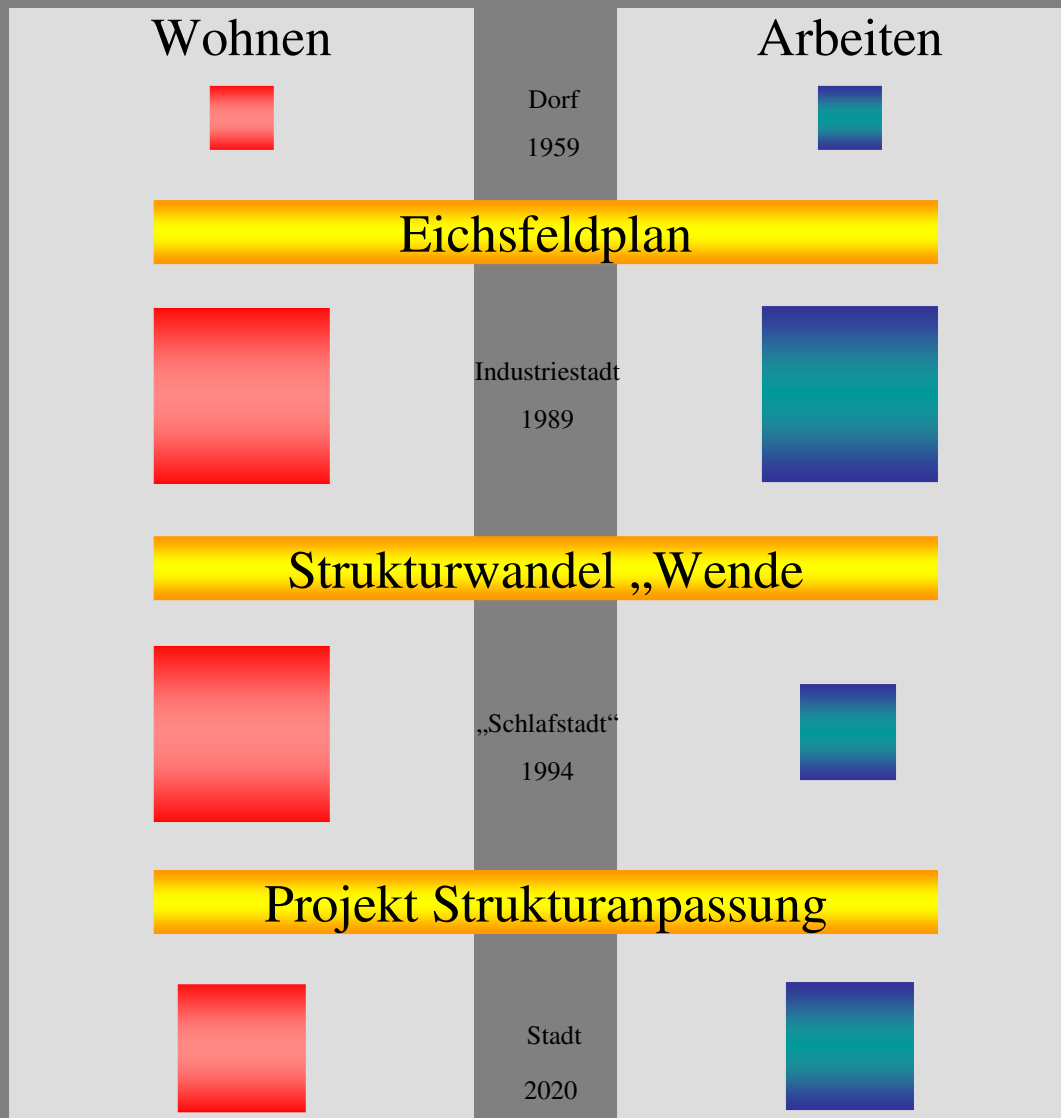 Wohnen
Arbeiten
Dorf
1959
Eichsfeldplan
Industriestadt
1989
Strukturwandel „Wende
„Schlafstadt“
1994
Projekt Strukturanpassung
Stadt
2020